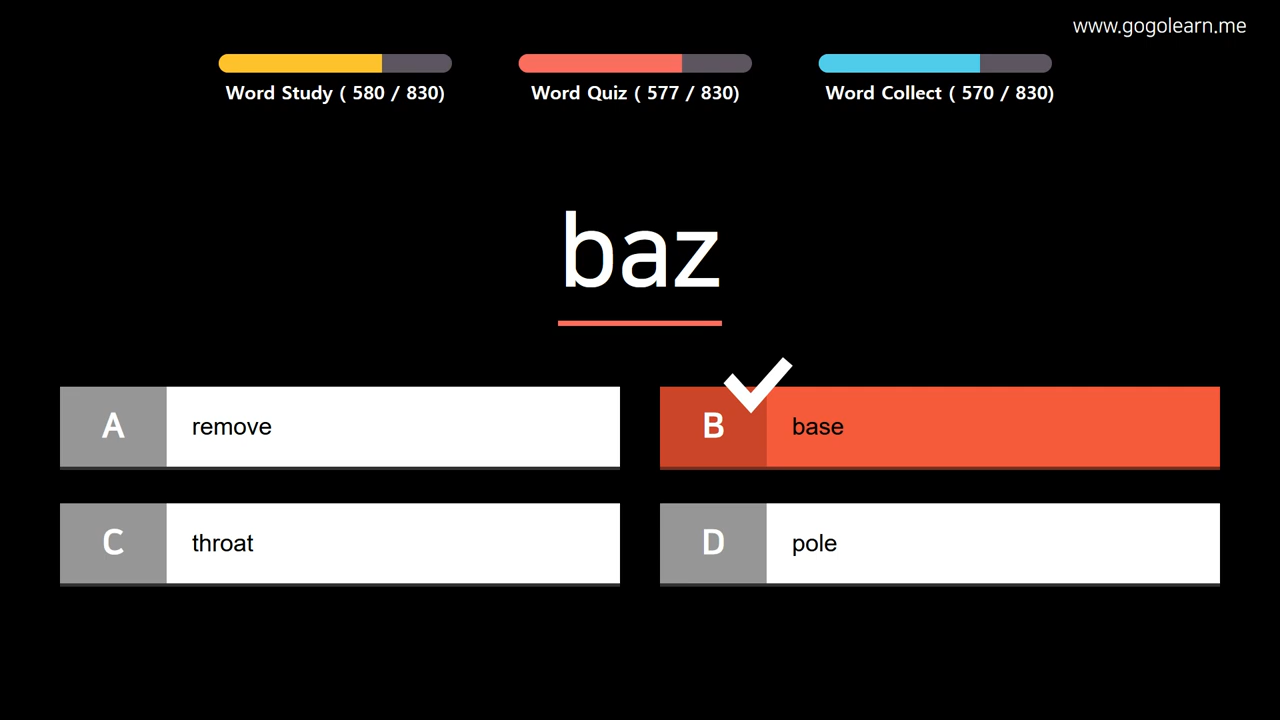 www.gogolearn.me
Word Study ( 580 / 830)
Word Quiz ( 577 / 830)
Word Collect ( 570 / 830)
baz
A remove
B base
C throat
D pole